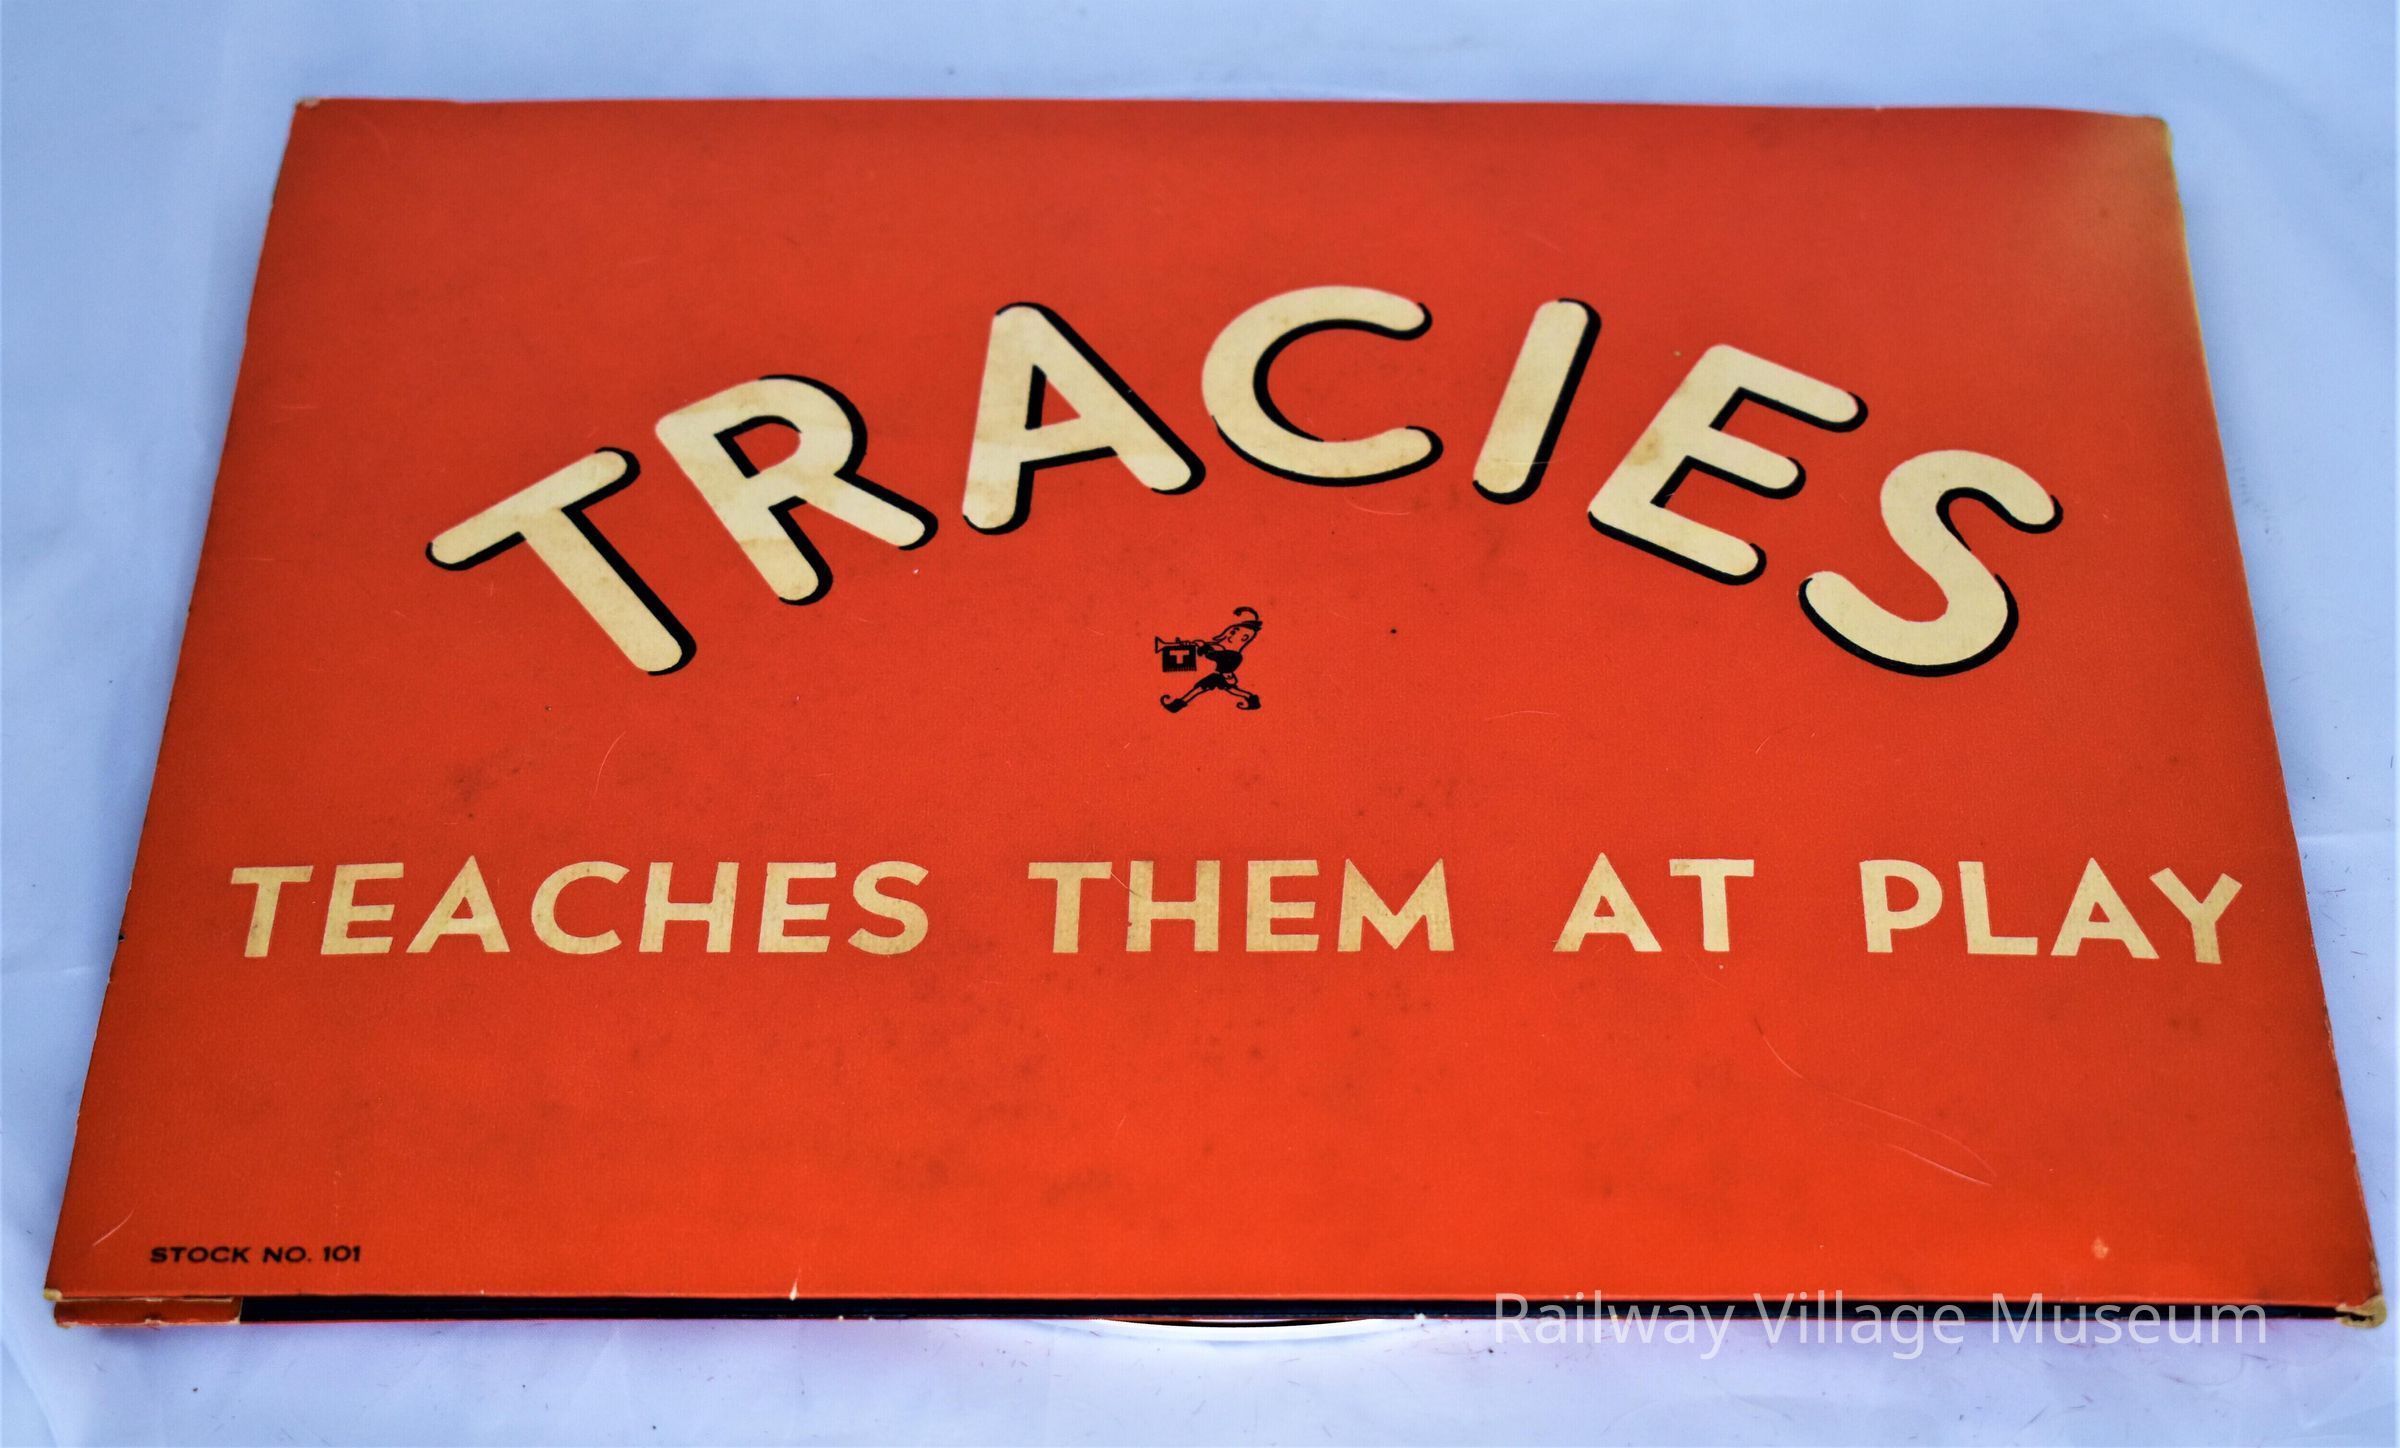 TRACIES
T
TEACHES THEM AT PLAY
STOCK NO. 101
Railway Village Museum